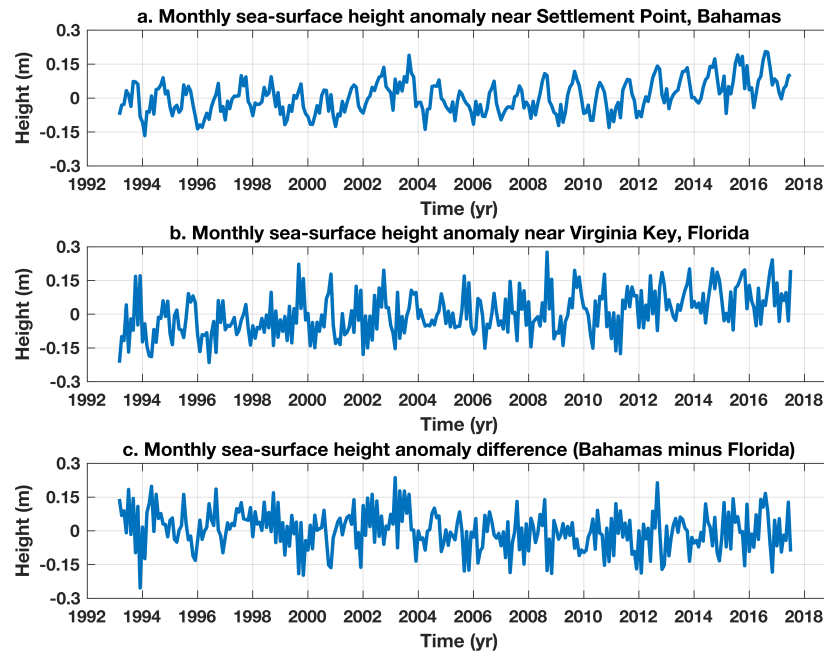 a. Monthly sea-surface height anomaly near Settlement Point, Bahamas
Height (m)
0.3
0.15
0
-0.15
-0.3
1992 1994 1996 1998 2000 2002 2004 2006 2008 2010 2012 2014 2016 2018
Time (yr)
b. Monthly sea-surface height anomaly near Virginia Key, Florida
Height (m)
0.3
0.15
0
-0.15
-0.3
1992 1994 1996 1998 2000 2002 2004 2006 2008 2010 2012 2014 2016 2018
Time (yr)
c. Monthly sea-surface height anomaly difference (Bahamas minus Florida)
Height (m)
0.3
0.15
0
-0.15
-0.3
1992 1994 1996 1998 2000 2002 2004 2006 2008 2010 2012 2014 2016 2018
Time (yr)